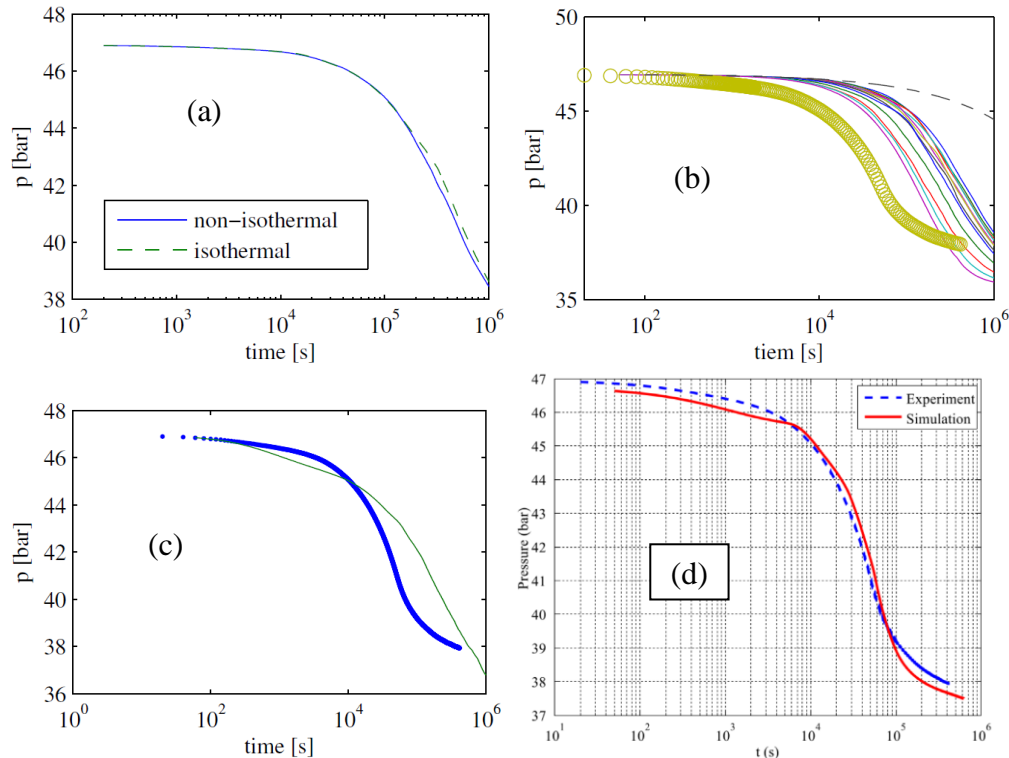 48
46
44
42
40
38
p [bar]
(a)
non-isothermal
isothermal
10^2
10^3
10^4
10^5
10^6
time [s]
50
45
40
35
p [bar]
(b)
10^2
10^4
10^6
tiem [s]
48
46
44
42
40
38
36
p [bar]
(c)
10^0
10^2
10^4
10^6
time [s]
47
46
45
44
43
42
41
40
39
38
37
Pressure (bar)
Experiment
Simulation
(d)
10^1
10^2
10^3
10^4
10^5
10^6
t (s)